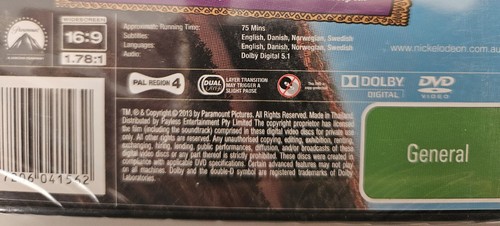 Paramount
WIDESCREEN
16:9
1.78:1
Approximate Running Time: 75 Mins
Subtitles: English, Danish, Norwegian, Swedish
Languages: English, Danish, Norwegian, Swedish
Audio: Dolby Digital 5.1
www.nickelodeon.com.au
PAL REGION 4
DUAL LAYER
LAYER TRANSITION
MAY TRIGGER A
SLIGHT PAUSE
DOLBY
DIGITAL
DVD
VIDEO
TM, ® & Copyright © 2013 by Paramount Pictures. All Rights Reserved. Made in Thailand.
Distributed by Payless Entertainment Pty Limited The copyright proprietor has licensed
the film (including the soundtrack) comprised in these digital video discs for private use
only. All other rights are reserved. Any unauthorised copying, editing, exhibition, renting,
exchanging, hiring, lending, public performances, diffusion, and/or broadcasts of these
digital video discs or any part thereof is strictly prohibited. These discs were created in
compliance with applicable DVD specifications. Certain advanced features may not play
on all machines. Dolby and the double-D symbol are registered trademarks of Dolby
Laboratories.
General